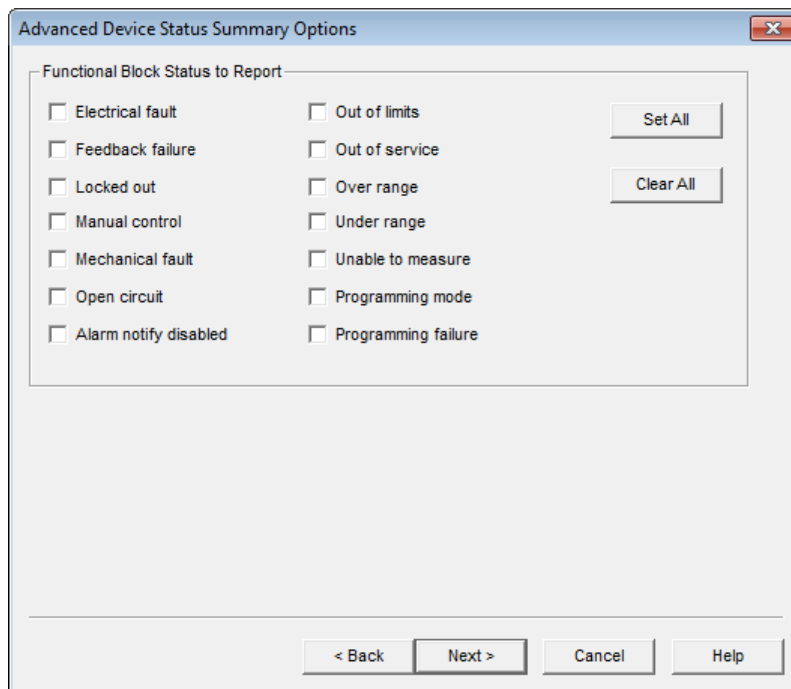 Advanced Device Status Summary Options
Functional Block Status to Report
Electrical fault
Feedback failure
Locked out
Manual control
Mechanical fault
Open circuit
Alarm notify disabled
Out of limits
Out of service
Over range
Under range
Unable to measure
Programming mode
Programming failure
Set All
Clear All
< Back
Next >
Cancel
Help